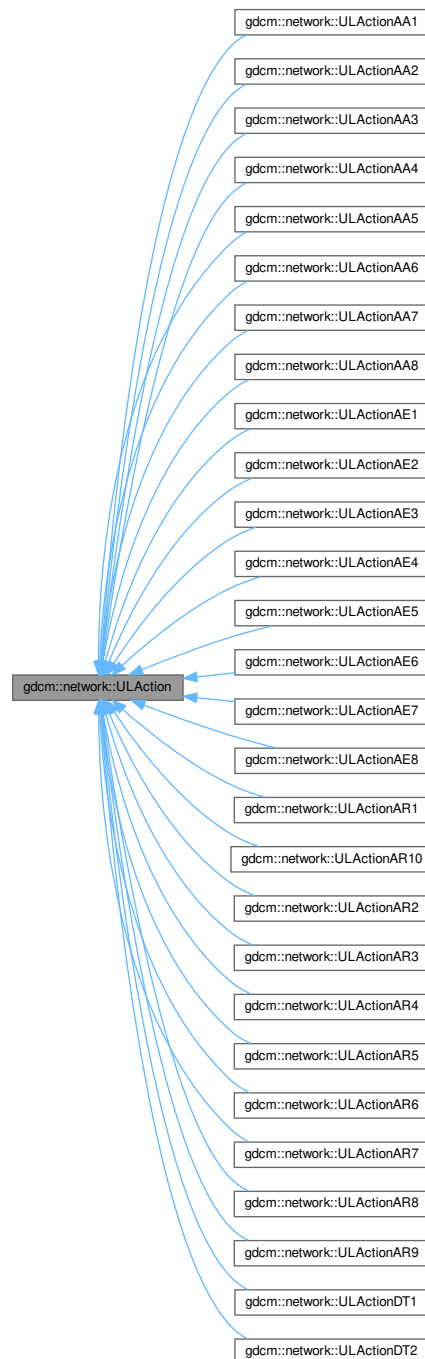 gdcm::network::ULActionAA1
gdcm::network::ULActionAA2
gdcm::network::ULActionAA3
gdcm::network::ULActionAA4
gdcm::network::ULActionAA5
gdcm::network::ULActionAA6
gdcm::network::ULActionAA7
gdcm::network::ULActionAA8
gdcm::network::ULActionAE1
gdcm::network::ULActionAE2
gdcm::network::ULActionAE3
gdcm::network::ULActionAE4
gdcm::network::ULActionAE5
gdcm::network::ULActionAE6
gdcm::network::ULAction
gdcm::network::ULActionAE7
gdcm::network::ULActionAE8
gdcm::network::ULActionAR1
gdcm::network::ULActionAR10
gdcm::network::ULActionAR2
gdcm::network::ULActionAR3
gdcm::network::ULActionAR4
gdcm::network::ULActionAR5
gdcm::network::ULActionAR6
gdcm::network::ULActionAR7
gdcm::network::ULActionAR8
gdcm::network::ULActionAR9
gdcm::network::ULActionDT1
gdcm::network::ULActionDT2